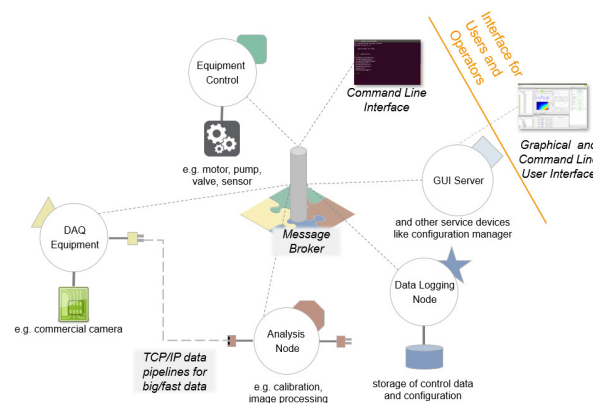 Interface for
Users and
Operators
Equipment
Control
Command Line
Interface
e.g. motor, pump,
valve, sensor
Graphical and
Command Line
User Interface
GUI Server
and other service devices
like configuration manager
DAQ
Equipment
Message
Broker
Data Logging
Node
e.g. commercial camera
Analysis
Node
TCP/IP data
pipelines for
big/fast data
e.g. calibration,
image processing
storage of control data
and configuration